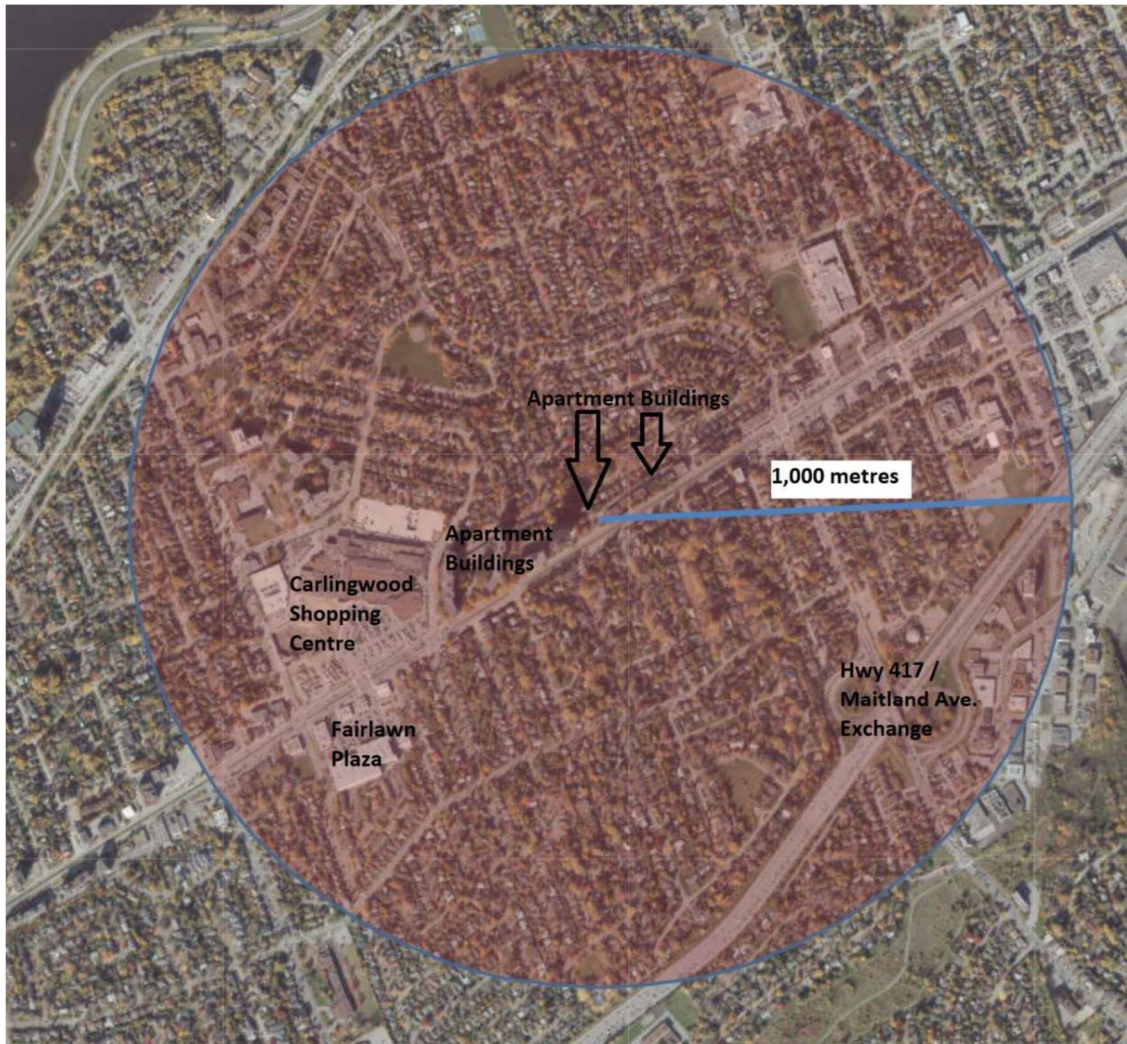 Apartment Buildings
1,000 metres
Apartment
Buildings
Carlingwood
Shopping
Centre
Hwy 417 /
Maitland Ave.
Exchange
Fairlawn
Plaza